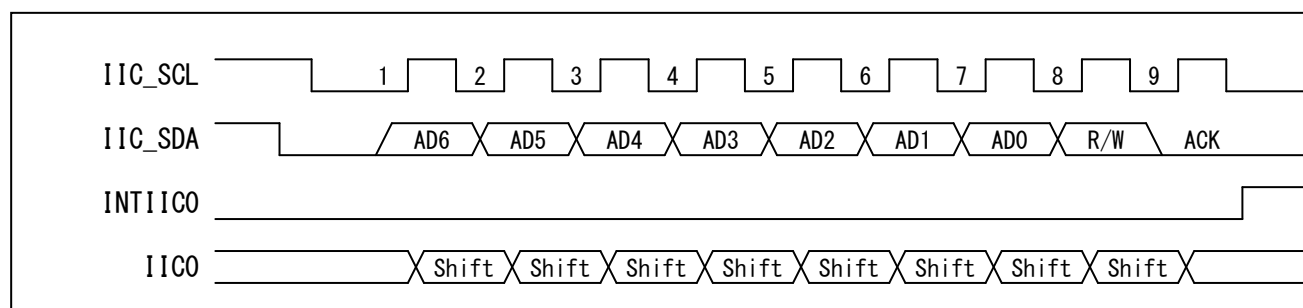 IIC_SCL 1 2 3 4 5 6 7 8 9
IIC_SDA AD6 AD5 AD4 AD3 AD2 AD1 AD0 R/W ACK
INTIIC0
IIC0 Shift Shift Shift Shift Shift Shift Shift Shift